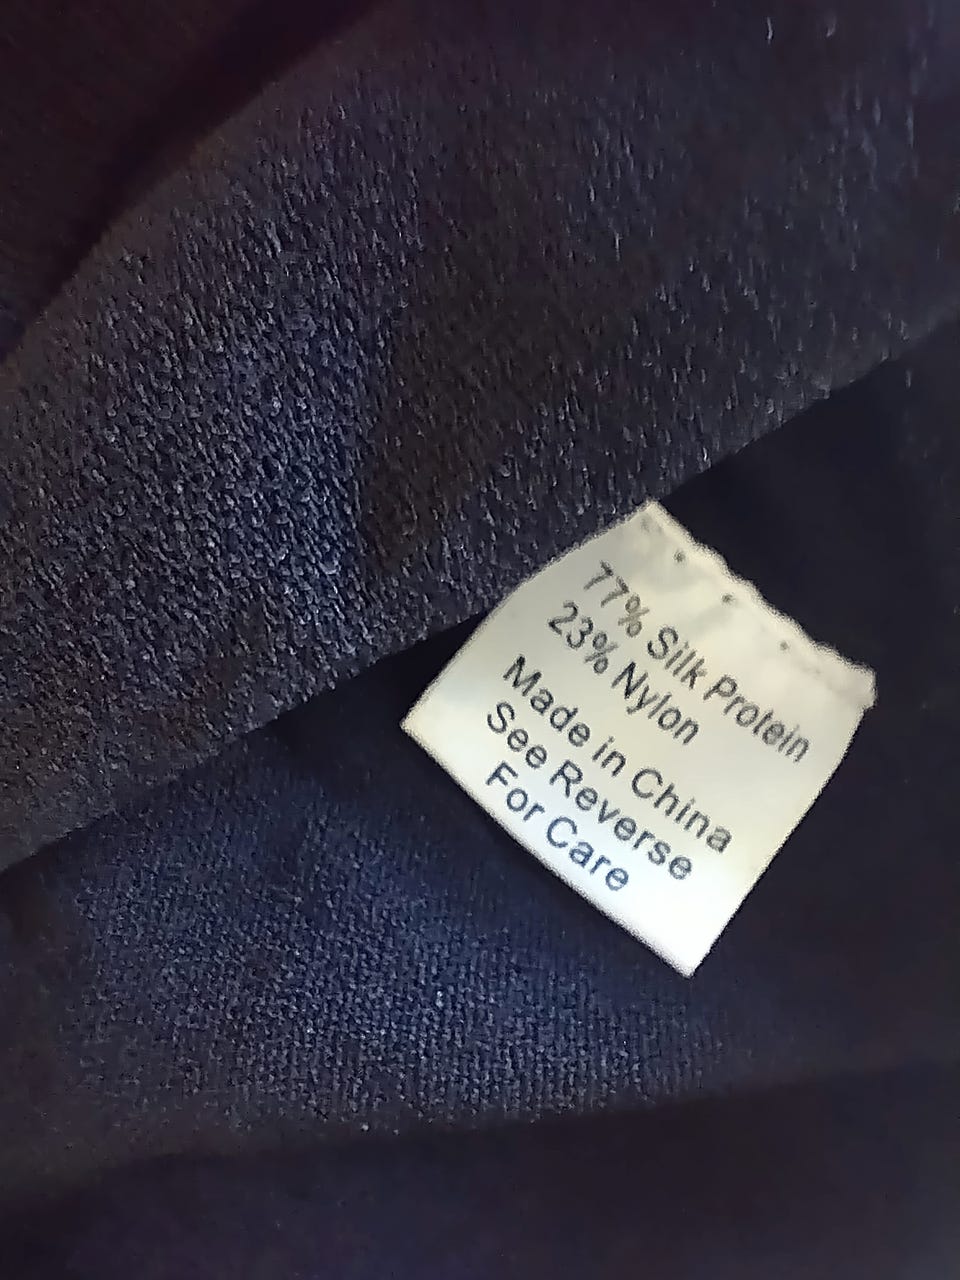 77% Silk Protein
23% Nylon
Made in China
See Reverse
For Care